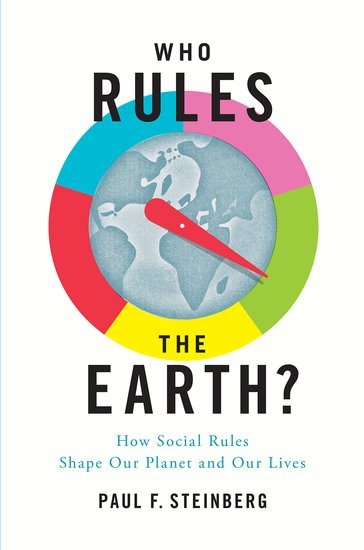 WHO
RULES
THE
EARTH?
How Social Rules
Shape Our Planet and Our Lives
PAUL F. STEINBERG